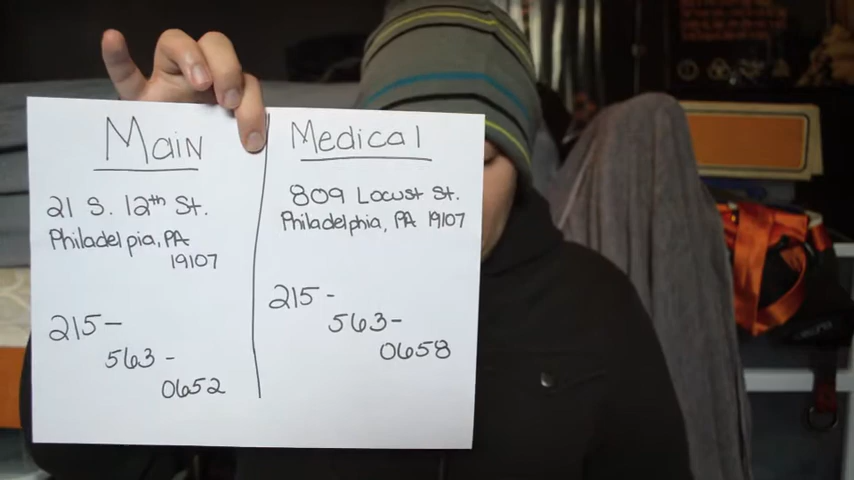 Main
21 S. 12th St.
Philadelpia, PA
19107
215-
563-
0652
Medical
809 Locust St.
Philadelphia, PA 19107
215-
563-
0658